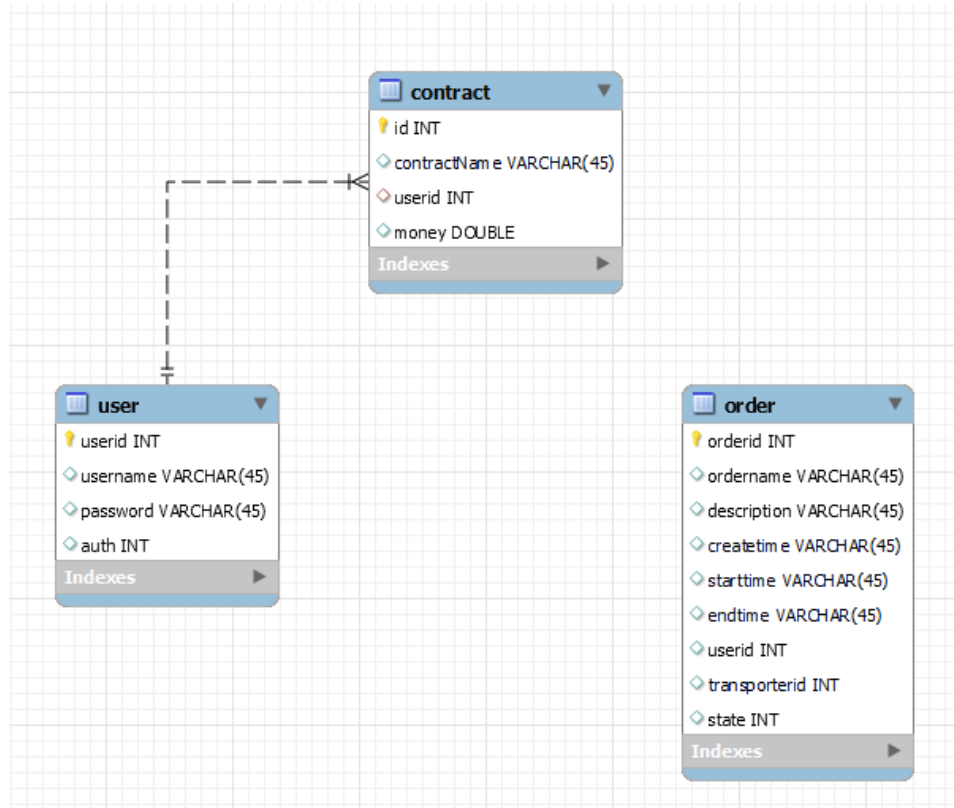 contract
id INT
contractName VARCHAR(45)
userid INT
money DOUBLE
Indexes
user
userid INT
username VARCHAR(45)
password VARCHAR(45)
auth INT
Indexes
order
orderid INT
ordername VARCHAR(45)
description VARCHAR(45)
createtime VARCHAR(45)
starttime VARCHAR(45)
endtime VARCHAR(45)
userid INT
transporterid INT
state INT
Indexes